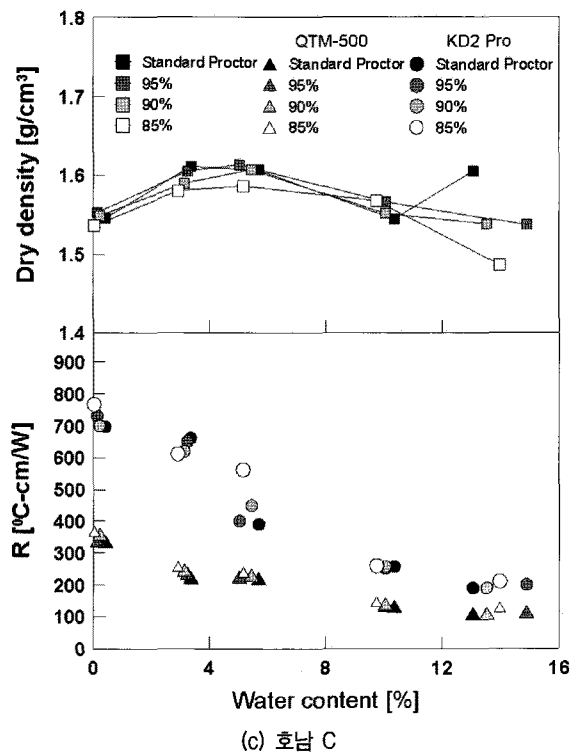 1.8
QTM-500 KD2 Pro
Standard Proctor Standard Proctor Standard Proctor
95% 95% 95%
1.7
90% 90% 90%
85% 85% 85%
Dry density [g/cm³]
1.6
1.5
1.4
900
800
700
600
500
400
300
200
100
0
R [⁰C-cm/W]
0 4 8 12 16
Water content [%]
(c) 호남 C